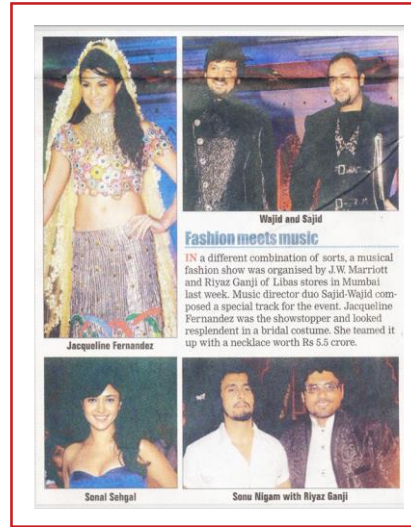 Wajid and Sajid
Fashion meets music
IN a different combination of sorts, a musical
fashion show was organised by J.W. Marriott
and Riyaz Ganji of Libas stores in Mumbai
last week. Music director duo Sajid-Wajid com-
posed a special track for the event. Jacqueline
Fernandez was the showstopper and looked
resplendent in a bridal costume. She teamed it
up with a necklace worth Rs 5.5 crore.
Jacqueline Fernandez
Sonal Sehgal
Sonu Nigam with Riyaz Ganji